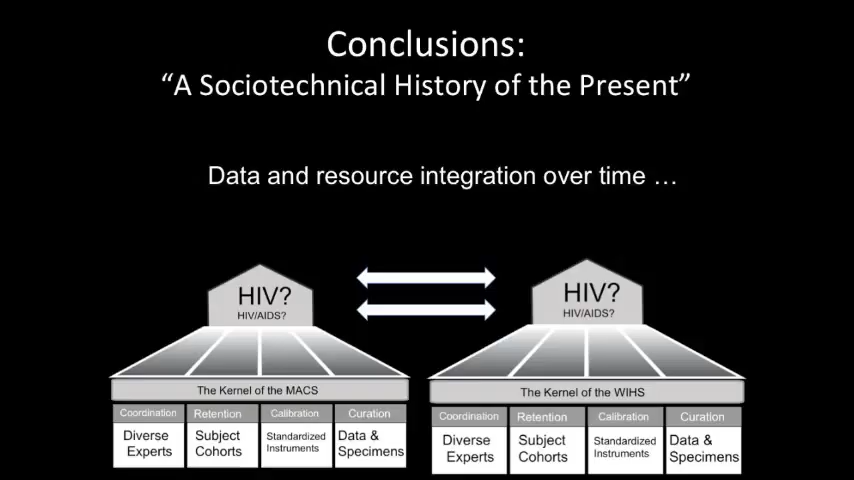 Conclusions:
“A Sociotechnical History of the Present”
Data and resource integration over time …
HIV?
HIV/AIDS?
The Kernel of the MACS
Coordination Retention Calibration Curation
Diverse Experts
Subject Cohorts
Standardized Instruments
Data & Specimens
HIV?
HIV/AIDS?
The Kernel of the WIHS
Coordination Retention Calibration Curation
Diverse Experts
Subject Cohorts
Standardized Instruments
Data & Specimens